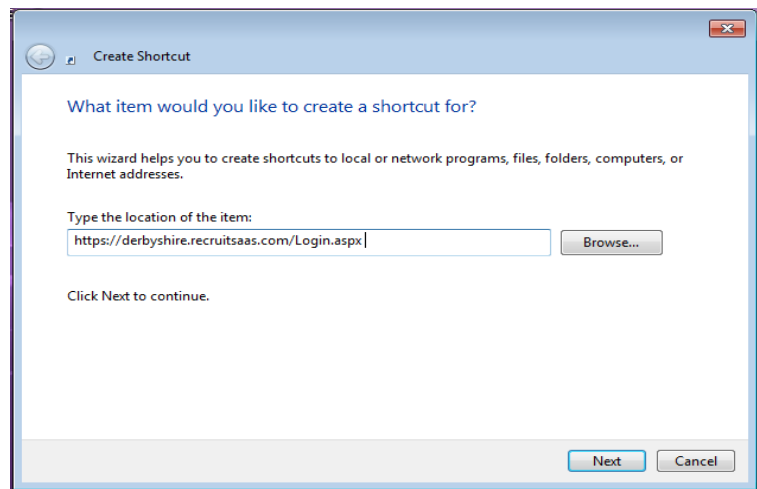 Create Shortcut
What item would you like to create a shortcut for?
This wizard helps you to create shortcuts to local or network programs, files, folders, computers, or
Internet addresses.
Type the location of the item:
https://derbyshire.recruitsaas.com/Login.aspx
Browse...
Click Next to continue.
Next
Cancel